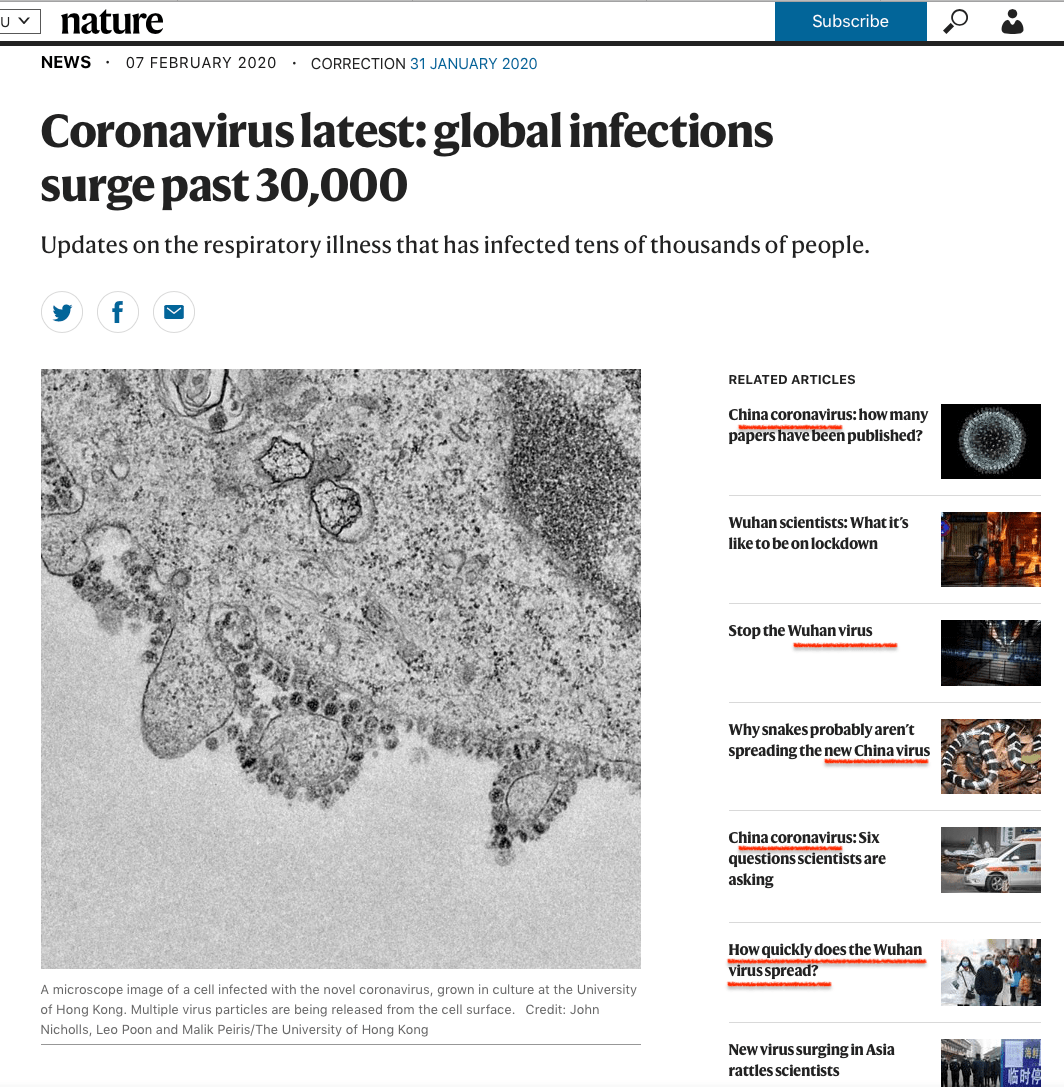 U
nature
Subscribe
NEWS · 07 FEBRUARY 2020 · CORRECTION 31 JANUARY 2020
Coronavirus latest: global infections
surge past 30,000
Updates on the respiratory illness that has infected tens of thousands of people.
A microscope image of a cell infected with the novel coronavirus, grown in culture at the University
of Hong Kong. Multiple virus particles are being released from the cell surface. Credit: John
Nicholls, Leo Poon and Malik Peiris/The University of Hong Kong
RELATED ARTICLES
China coronavirus: how many
papers have been published?
Wuhan scientists: What it’s
like to be on lockdown
Stop the Wuhan virus
Why snakes probably aren’t
spreading the new China virus
China coronavirus: Six
questions scientists are
asking
How quickly does the Wuhan
virus spread?
New virus surging in Asia
rattles scientists
临时停